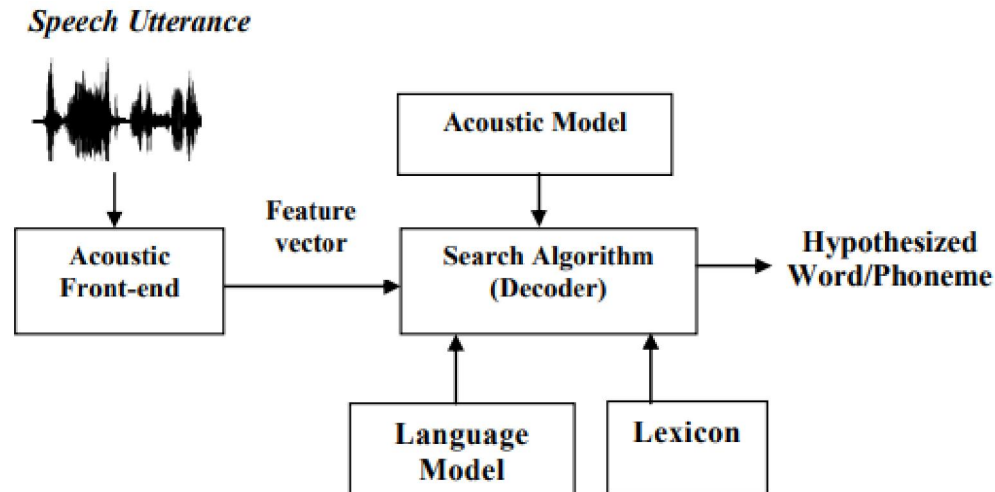 Speech Utterance
Acoustic Model
Feature
vector
Acoustic
Front-end
Search Algorithm
(Decoder)
Hypothesized
Word/Phoneme
Language
Model
Lexicon